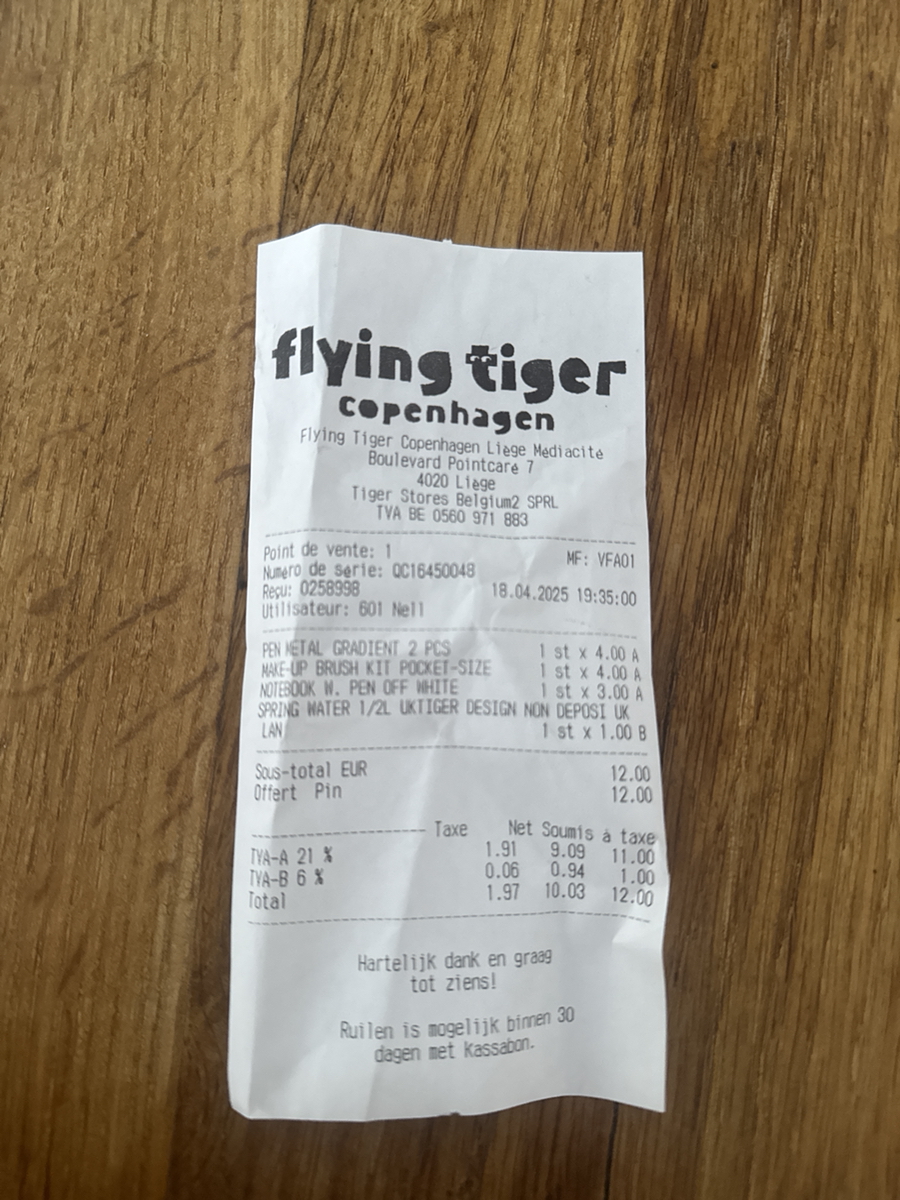 flying tiger
copenhagen
Flying Tiger Copenhagen Liège Médiacité
Boulevard Pointcaré 7
4020 Liège
Tiger Stores Belgium2 SPRL
TVA BE 0560 971 883
Point de vente: 1 MF: VFA01
Numéro de série: QC16450048
Reçu: 0258998 18.04.2025 19:35:00
Utilisateur: 601 Nell
PEN METAL GRADIENT 2 PCS 1 st x 4.00 A
MAKE-UP BRUSH KIT POCKET-SIZE 1 st x 4.00 A
NOTEBOOK W. PEN OFF WHITE 1 st x 3.00 A
SPRING WATER 1/2L UKTIGER DESIGN NON DEPOSI UK
LAN 1 st x 1.00 B
Sous-total EUR 12.00
Offert Pin 12.00
Taxe Net Soumis à taxe
TVA-A 21 % 1.91 9.09 11.00
TVA-B 6 % 0.06 0.94 1.00
Total 1.97 10.03 12.00
Hartelijk dank en graag
tot ziens!
Ruilen is mogelijk binnen 30
dagen met kassabon.